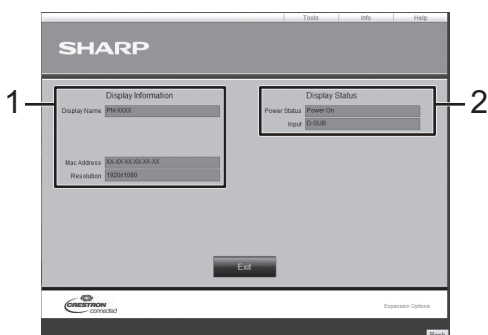 Tools Info Help
SHARP
1
Display Information
Display Name PN-XXXX
Mac Address XX-XX-XX-XX-XX-XX
Resolution 1920x1080
Display Status
Power Status Power On
Input D-SUB
2
Exit
CRESTRON
connected
Expansion Options
Back